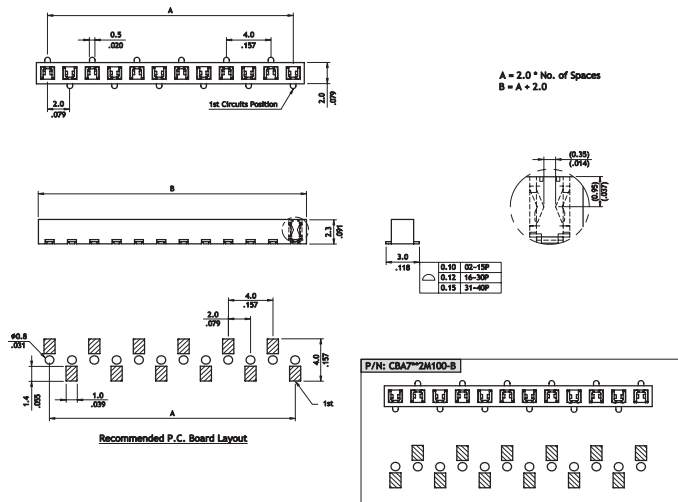 A
0.5
.020
4.0
.157
2.0
.079
1st Circuits Position
2.0
.079
A = 2.0 * No. of Spaces
B = A + 2.0
(0.35)
(.014)
(0.95)
(.037)
B
2.3
.091
3.0
.118
0.10 02~15P
0.12 16~30P
0.15 31~40P
4.0
.157
2.0
.079
ø0.8
.031
4.0
.157
1.4
.055
1.0
.039
A
1st
Recommended P.C. Board Layout
P/N: CBA7**2M100-B